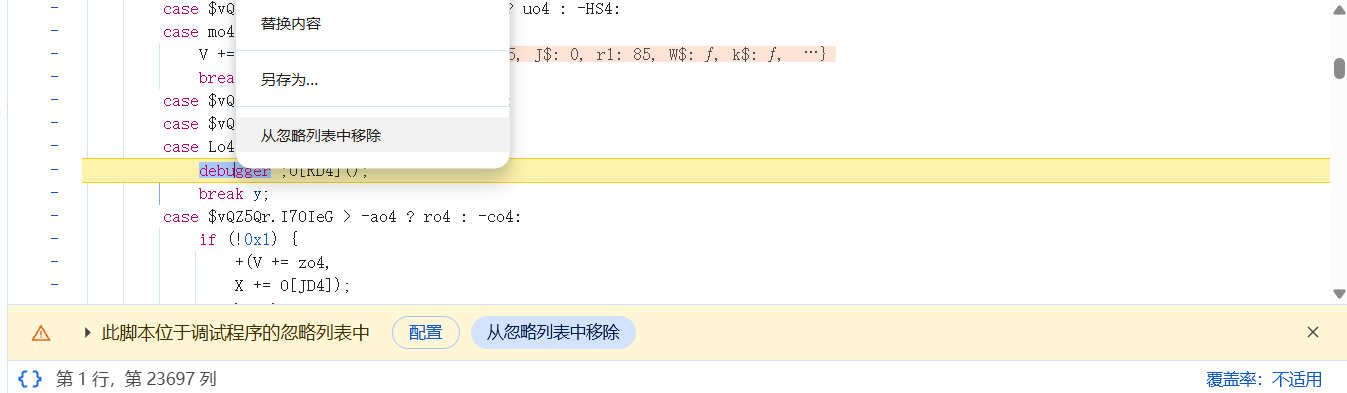 case $vQ ? uo4 : -HS4:
替换内容
case mo4
V += 5, J$: 0, r1: 85, W$: f, k$: f, …}
另存为...
brea
case $vQ
case $vQ
从忽略列表中移除
case Lo4
debugger ;O[RD4]();
break y;
case $vQZ5Qr.I7OIeG > -ao4 ? ro4 : -co4:
if (!0x1) {
+(V += zo4,
X += O[JD4]);
此脚本位于调试程序的忽略列表中 配置 从忽略列表中移除
{} 第 1 行，第 23697 列 覆盖率：不适用